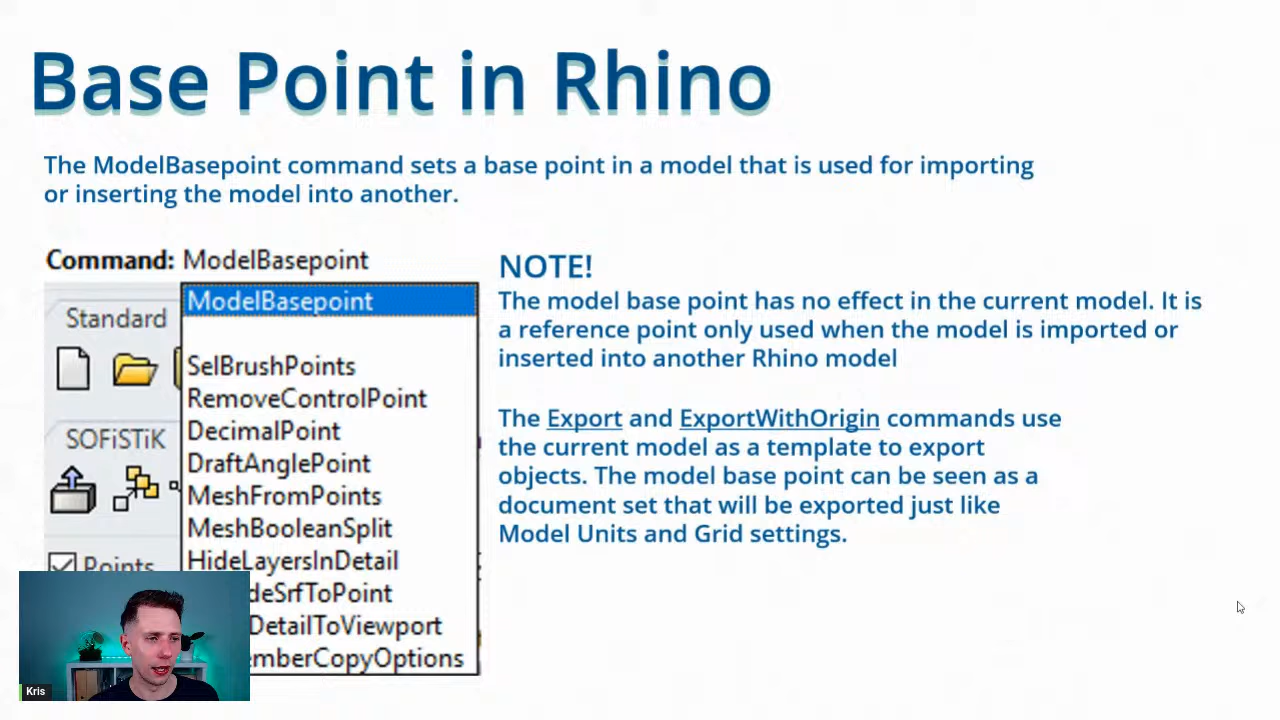 Base Point in Rhino
The ModelBasepoint command sets a base point in a model that is used for importing
or inserting the model into another.
Command: ModelBasepoint
ModelBasepoint
Standard
SelBrushPoints
RemoveControlPoint
DecimalPoint
SOFiSTiK
DraftAnglePoint
MeshFromPoints
MeshBooleanSplit
Points
HideLayersInDetail
deSrfToPoint
DetailToViewport
emberCopyOptions
NOTE!
The model base point has no effect in the current model. It is
a reference point only used when the model is imported or
inserted into another Rhino model
The Export and ExportWithOrigin commands use
the current model as a template to export
objects. The model base point can be seen as a
document set that will be exported just like
Model Units and Grid settings.
Kris